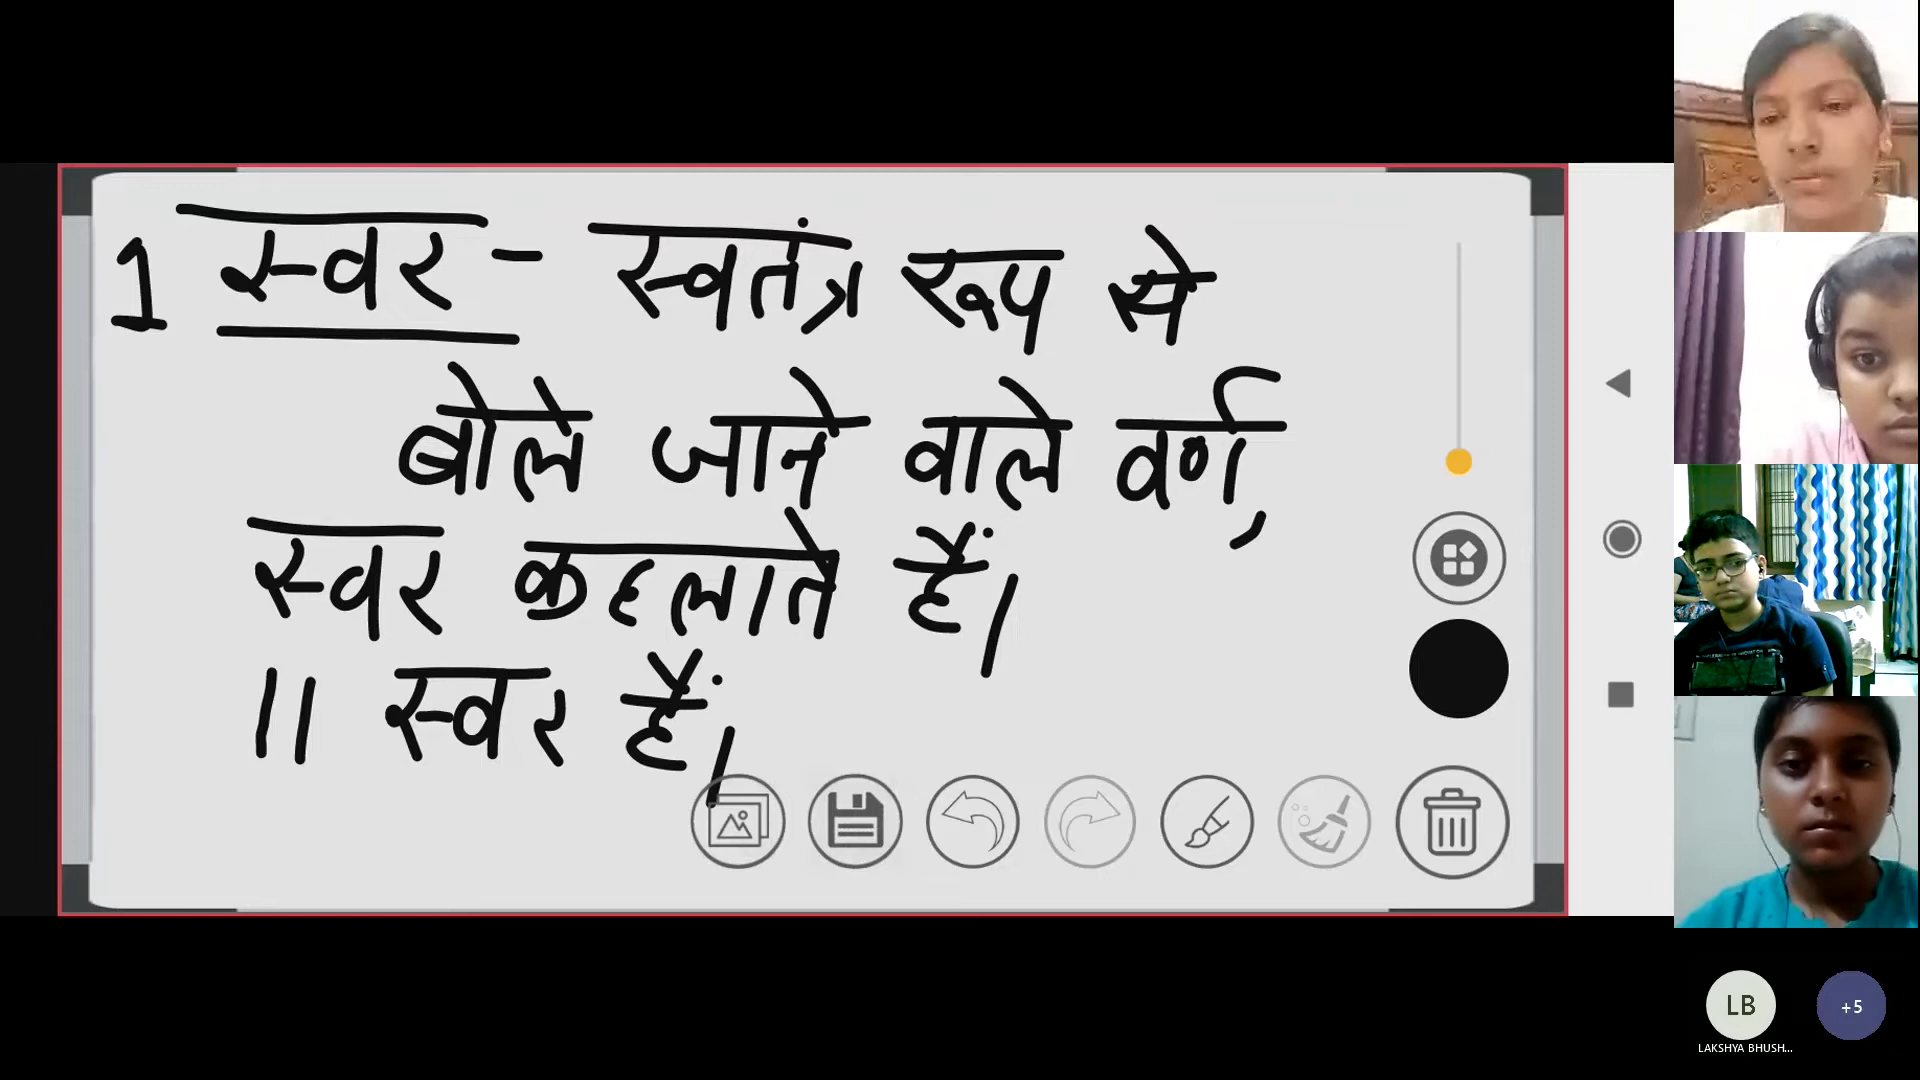 1 स्वर - स्वतंत्र रूप से
बोले जाने वाले वर्ग,
स्वर कहलाते हैं।
11 स्वर हैं।
LB
+5
LAKSHYA BHUSH...